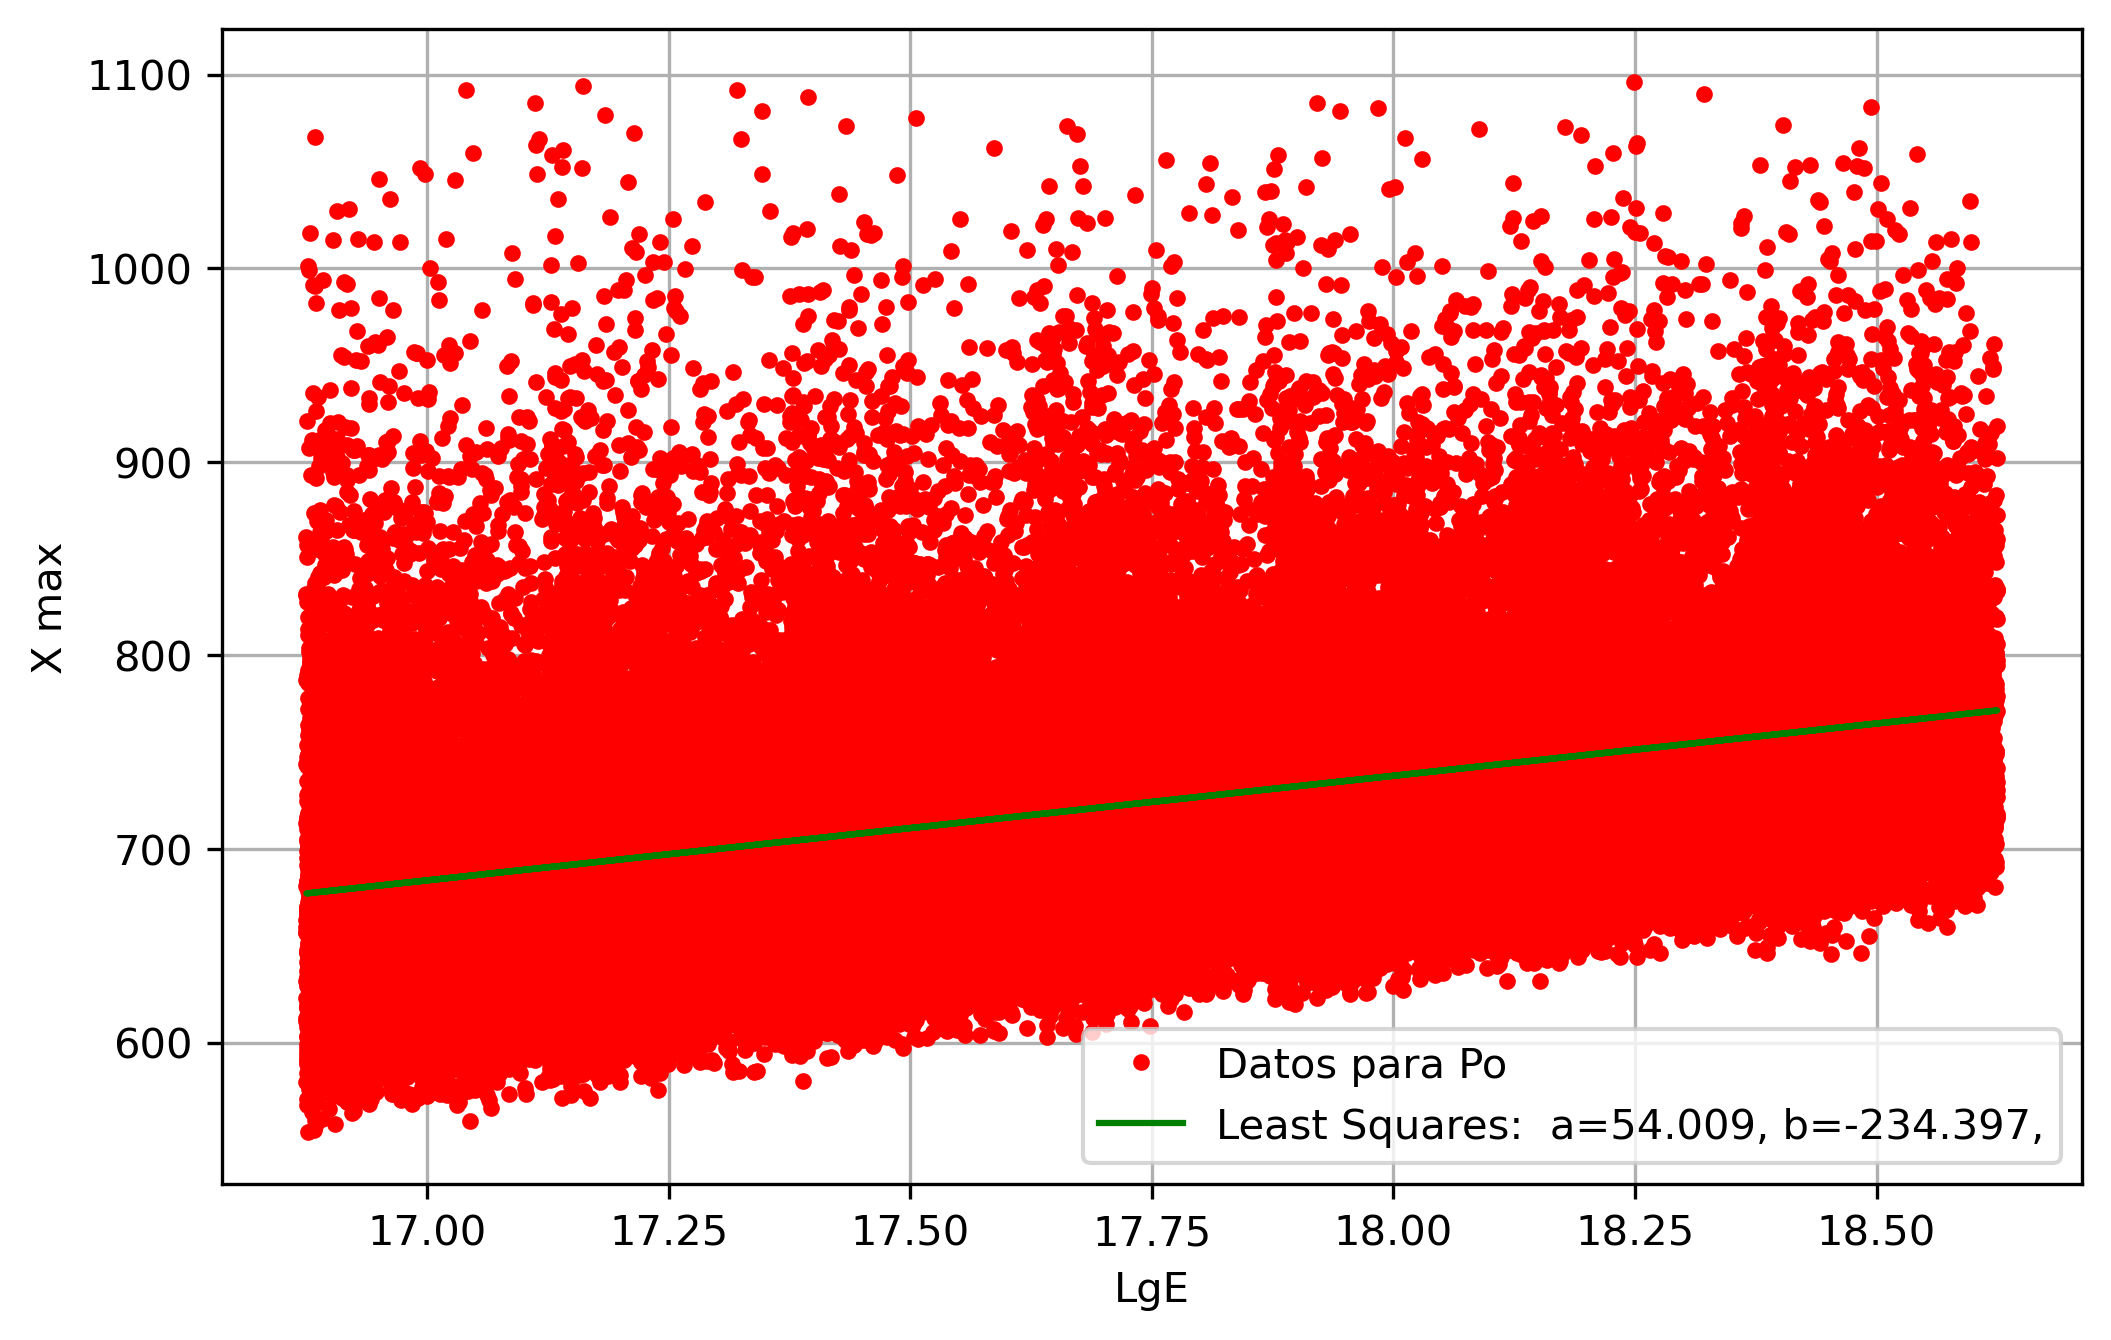 1100
1000
900
800
700
600
X max
17.00 17.25 17.50 17.75 18.00 18.25 18.50
LgE
Datos para Po
Least Squares:  a=54.009, b=-234.397,